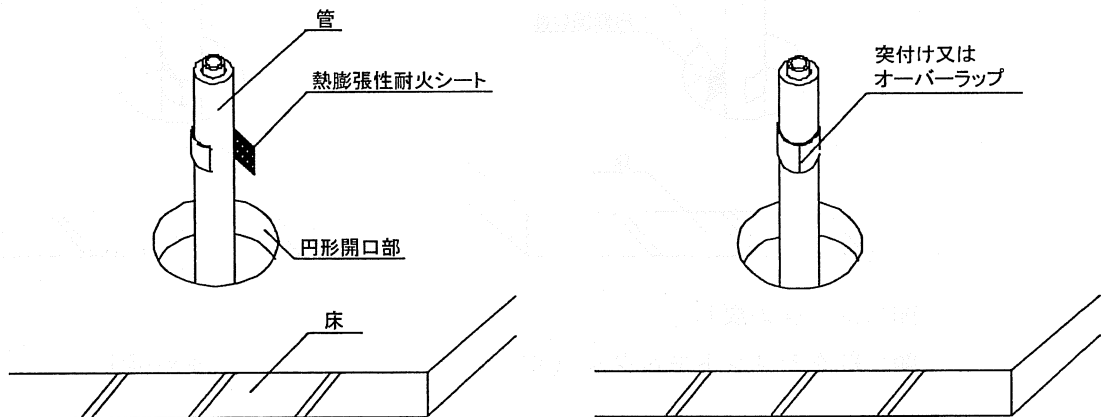 管
熱膨張性耐火シート
円形開口部
床
突付け又は
オーバーラップ